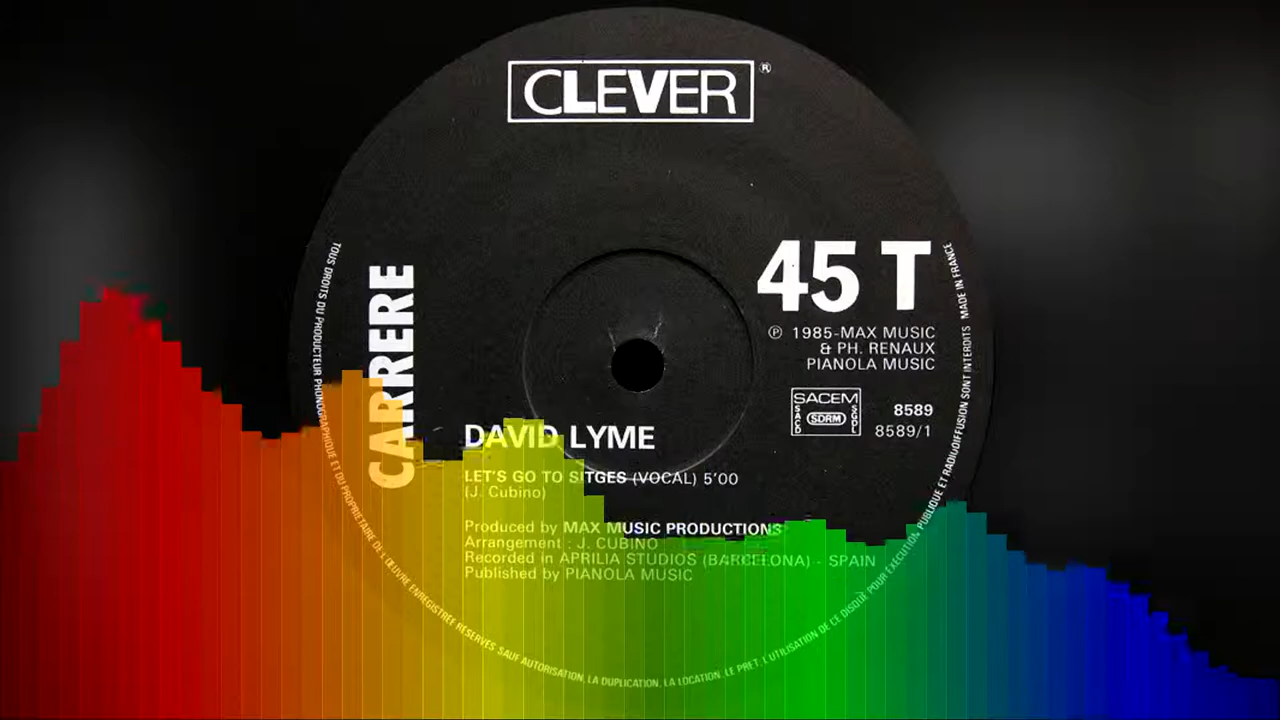 CLEVER®
45 T
℗ 1985-MAX MUSIC
& PH. RENAUX
PIANOLA MUSIC
SACEM
SACD
SDRM
SGDL
8589
8589/1
CARRERE
DAVID LYME
LET'S GO TO SITGES (VOCAL) 5'00
(J. Cubino)
Produced by MAX MUSIC PRODUCTIONS
Arrangement : J. CUBINO
Recorded in APRILIA STUDIOS (BARCELONA) - SPAIN
Published by PIANOLA MUSIC
TOUS DROITS DU PRODUCTEUR PHONOGRAPHIQUE ET DU PROPRIETAIRE DE L'ŒUVRE ENREGISTREE RESERVES. SAUF AUTORISATION, LA DUPLICATION, LA LOCATION, LE PRET, L'UTILISATION DE CE DISQUE POUR EXECUTION PUBLIQUE ET RADIODIFFUSION SONT INTERDITS MADE IN FRANCE